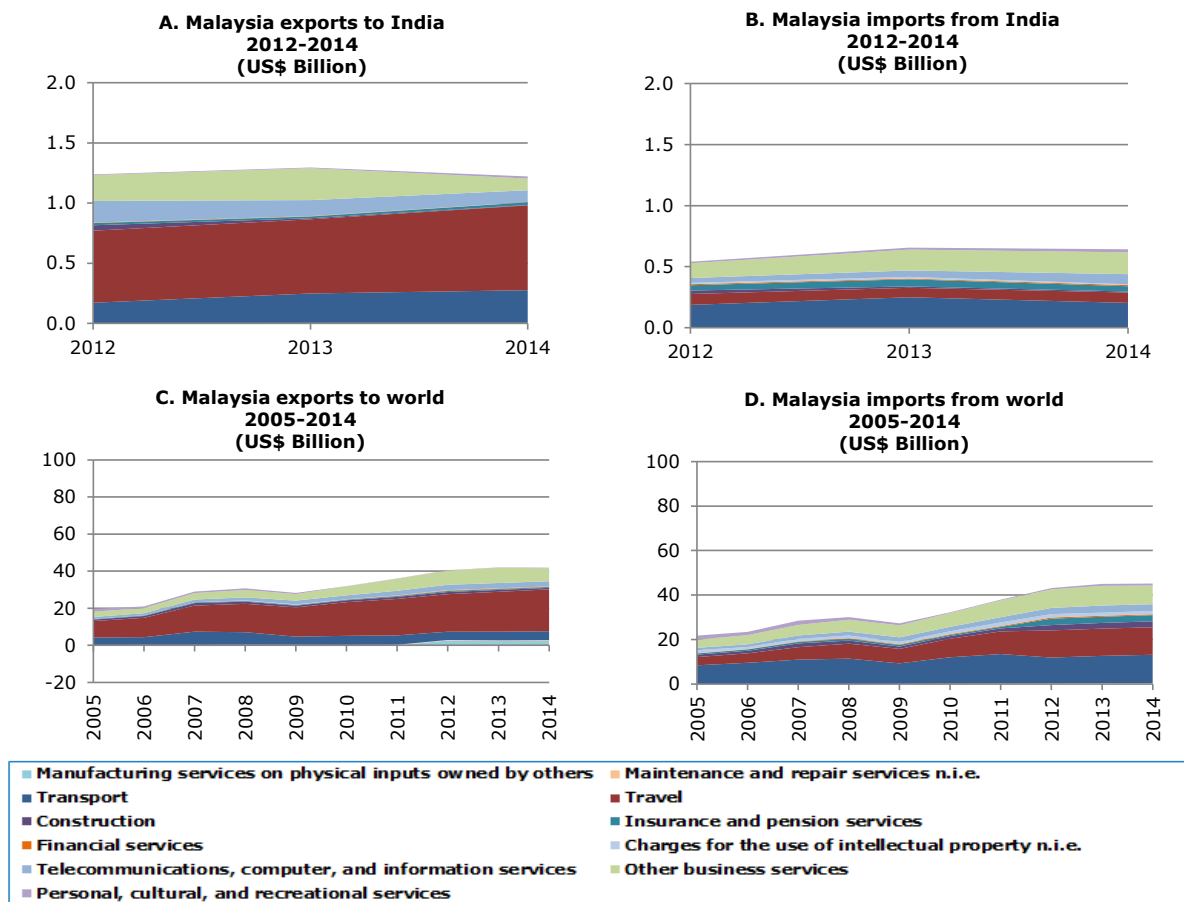 A. Malaysia exports to India
2012-2014
(US$ Billion)
2.0
1.5
1.0
0.5
0.0
2012 2013 2014
B. Malaysia imports from India
2012-2014
(US$ Billion)
2.0
1.5
1.0
0.5
0.0
2012 2013 2014
C. Malaysia exports to world
2005-2014
(US$ Billion)
100
80
60
40
20
0
-20
2005 2006 2007 2008 2009 2010 2011 2012 2013 2014
D. Malaysia imports from world
2005-2014
(US$ Billion)
100
80
60
40
20
0
2005 2006 2007 2008 2009 2010 2011 2012 2013 2014
Manufacturing services on physical inputs owned by others Maintenance and repair services n.i.e.
Transport Travel
Construction Insurance and pension services
Financial services Charges for the use of intellectual property n.i.e.
Telecommunications, computer, and information services Other business services
Personal, cultural, and recreational services